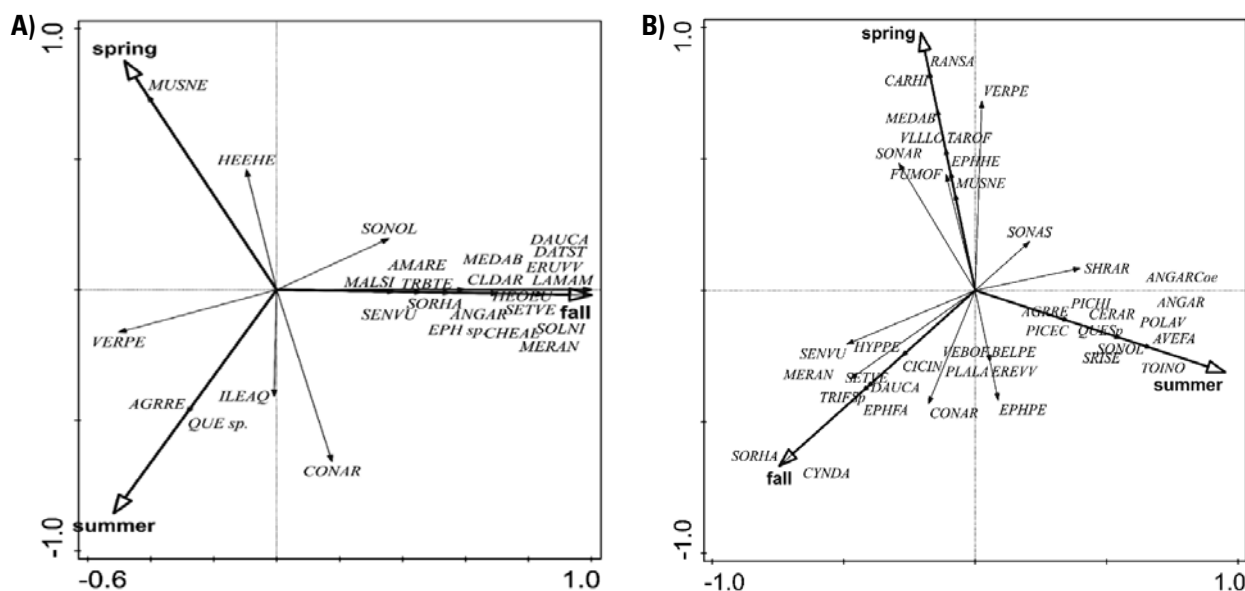 A)
1.0
spring
MUSNE
HEEHE
SONOL
DAUCA
DATST
MEDAB
ERUVV
AMARE
MALSI TRBTE CLDAR LAMAM
SORHA HEOEU
fall
SENVU ANGAR SETVE
EPH sp CHEAL SOLNI
MERAN
VERPE
AGRRE ILEAQ
QUE sp.
CONAR
summer
-1.0
-0.6 1.0
B)
1.0
spring
RANSA
CARHI
VERPE
MEDAB
VLLLO TAROF
SONAR EPHHE
FUMOF MUSNE
SONAS
SHRAR
ANGARCoe
PICHI ANGAR
AGRRE CERAR
PICEC QUESp POLAV
SONOL AVEFA
SRISE TOINO
summer
SENVU HYPPE VEBOF BELPE
CICIN
MERAN SETVE PLALA EREVV
DAUCA
TRIFSp
EPHFA CONAR EPHPE
SORHA
fall CYNDA
-1.0
-1.0 1.0